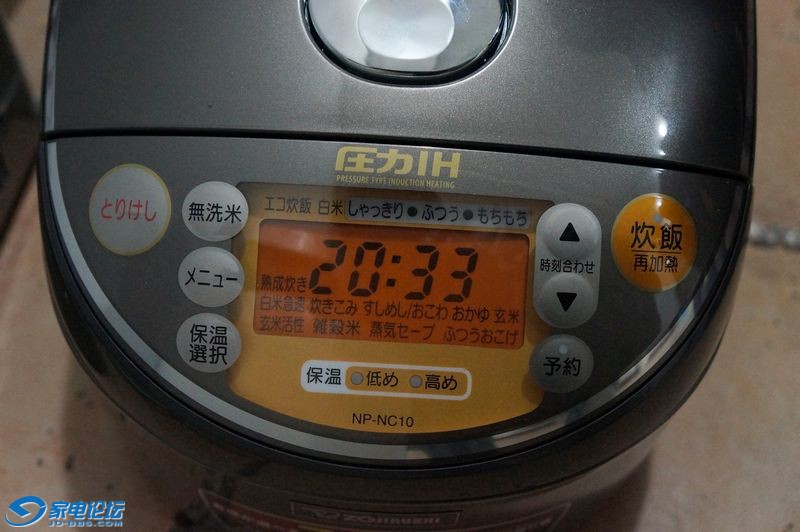 圧力IH
PRESSURE TYPE INDUCTION HEATING
とりけし
無洗米
エコ炊飯 白米 しゃっきり●ふつう●もちもち
炊飯
再加熱
▲
時刻合わせ
▼
メニュー
熟成炊き 20:33
白米急速 炊きこみ すしめし/おこわ おかゆ 玄米
玄米活性 雑穀米 蒸気セーブ ふつうおこげ
保温
選択
予約
保温 低め 高め
NP-NC10
ZOJIRUSHI
家电论坛
JD-BBS.COM